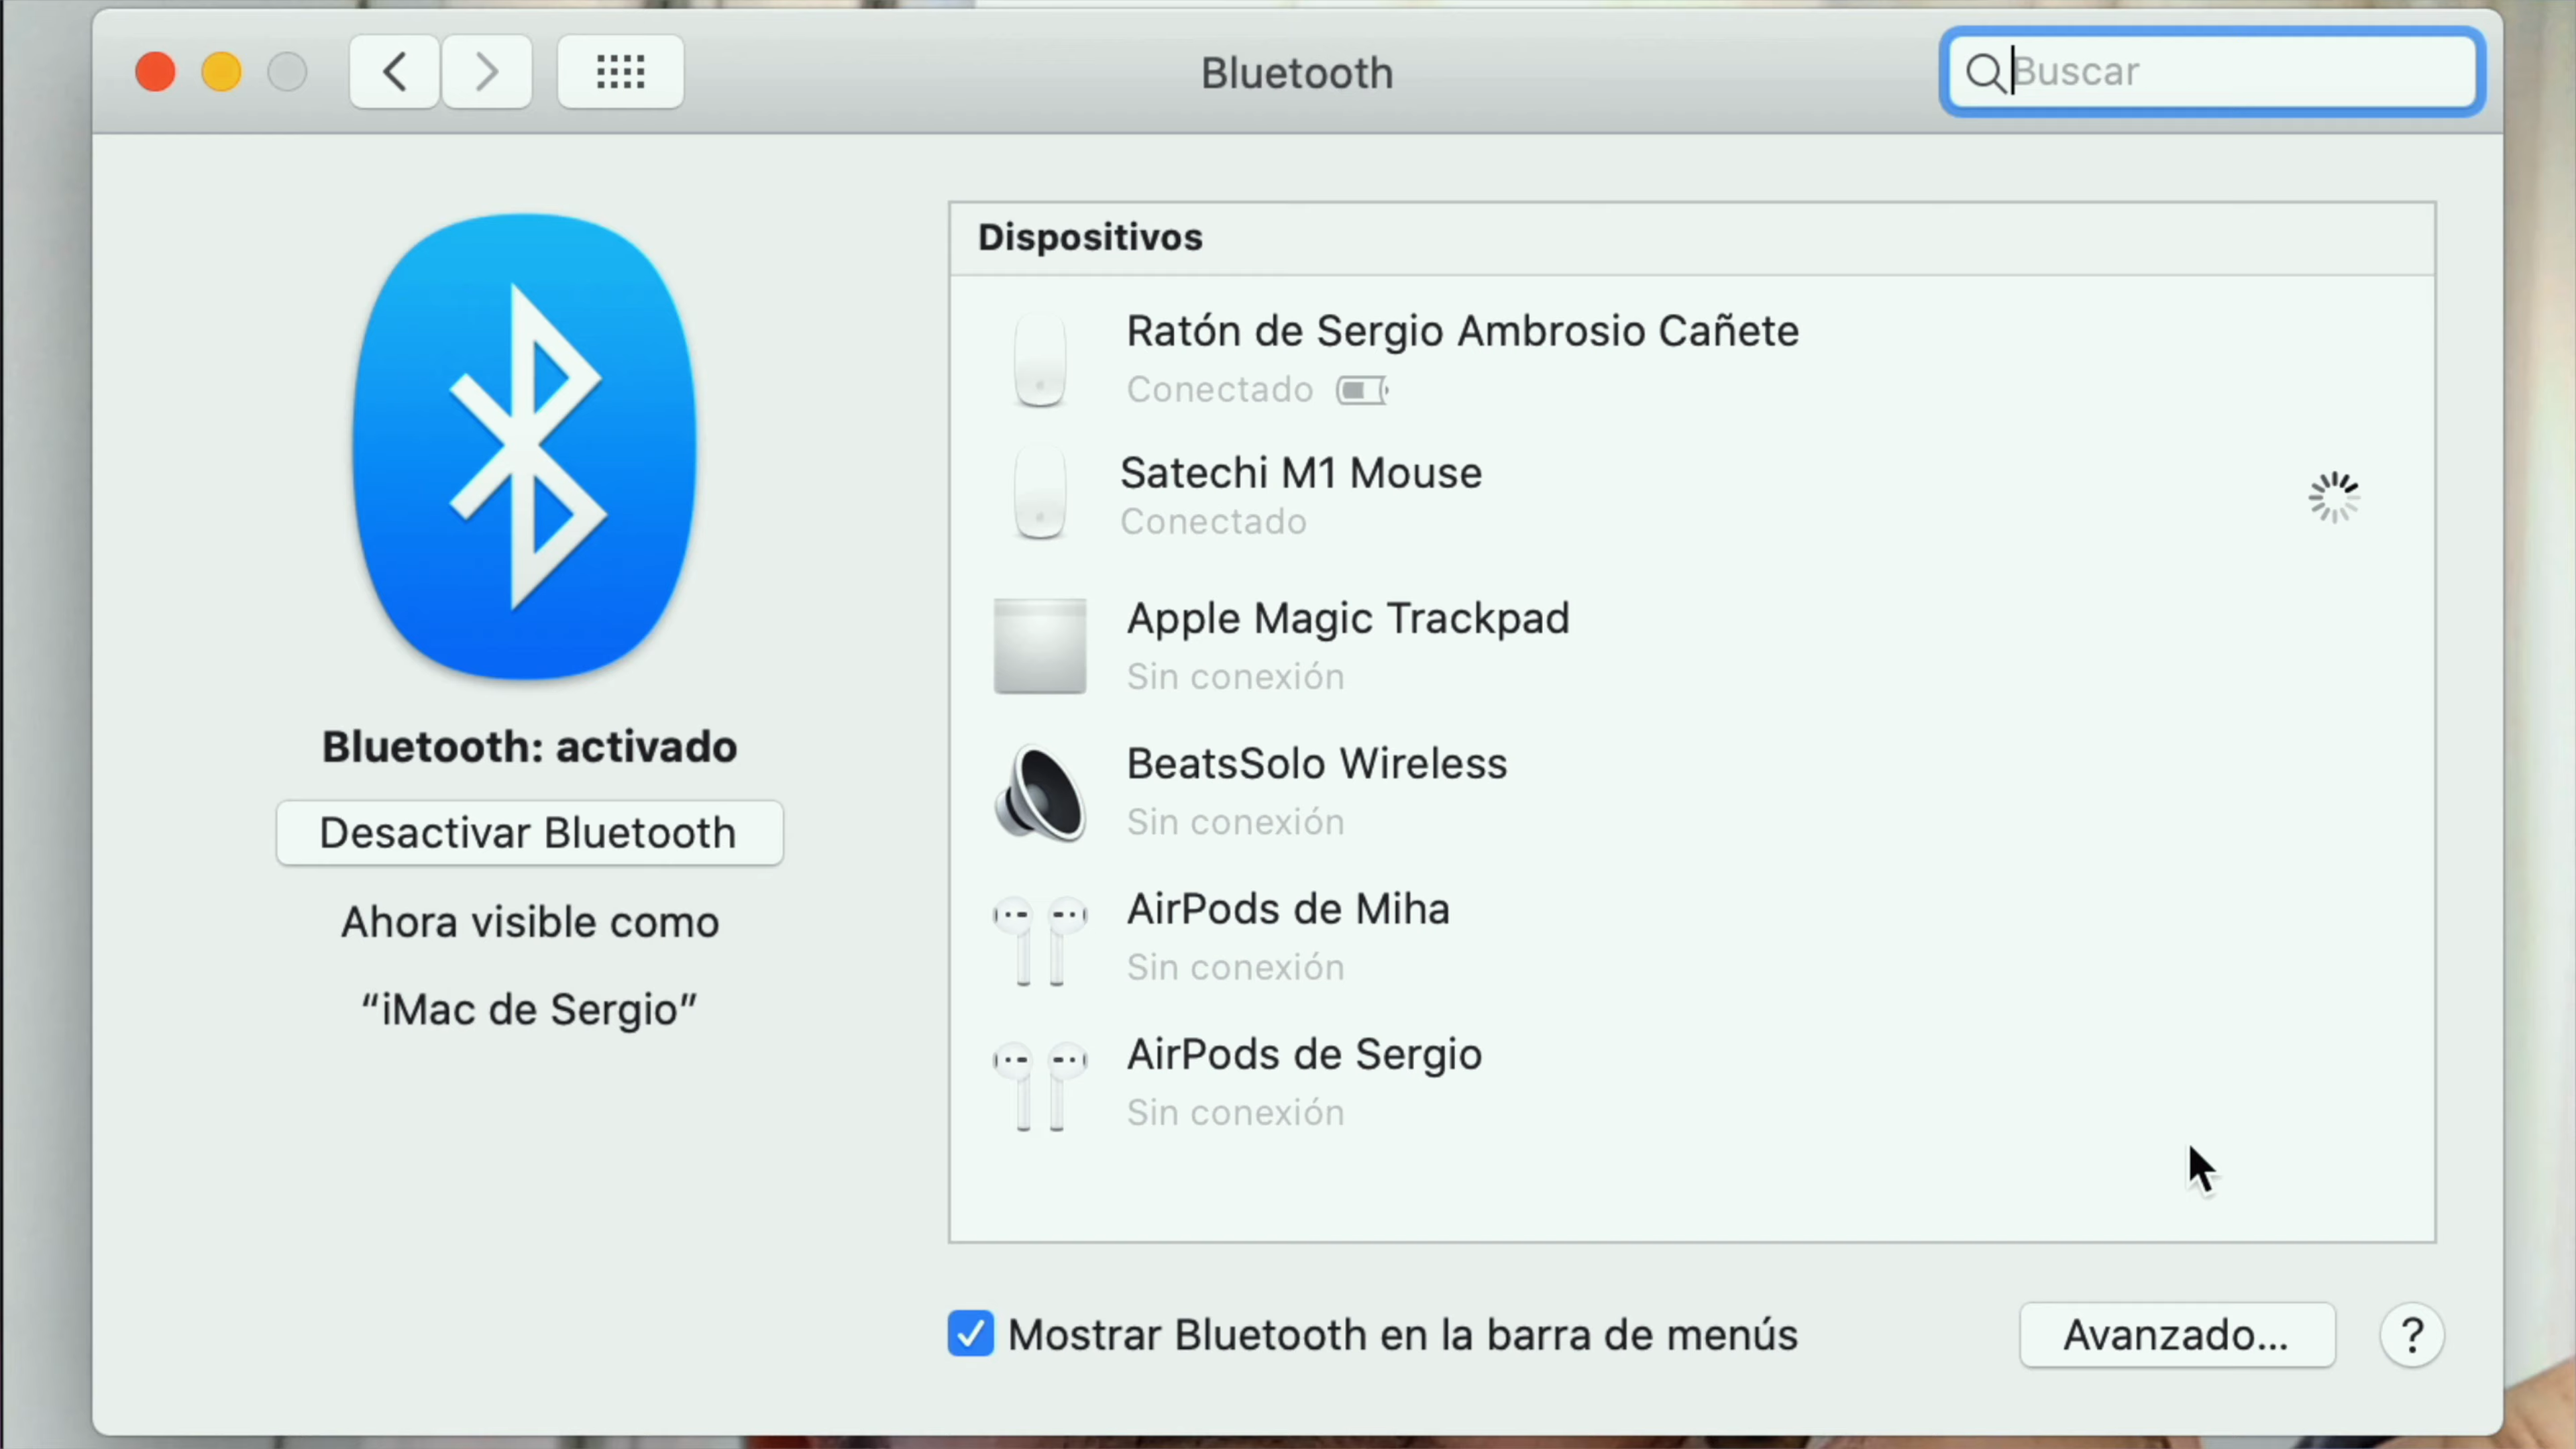 Bluetooth
Buscar
Dispositivos
Ratón de Sergio Ambrosio Cañete
Conectado
Satechi M1 Mouse
Conectado
Apple Magic Trackpad
Sin conexión
BeatsSolo Wireless
Sin conexión
AirPods de Miha
Sin conexión
AirPods de Sergio
Sin conexión
Bluetooth: activado
Desactivar Bluetooth
Ahora visible como
“iMac de Sergio”
Mostrar Bluetooth en la barra de menús
Avanzado...
?